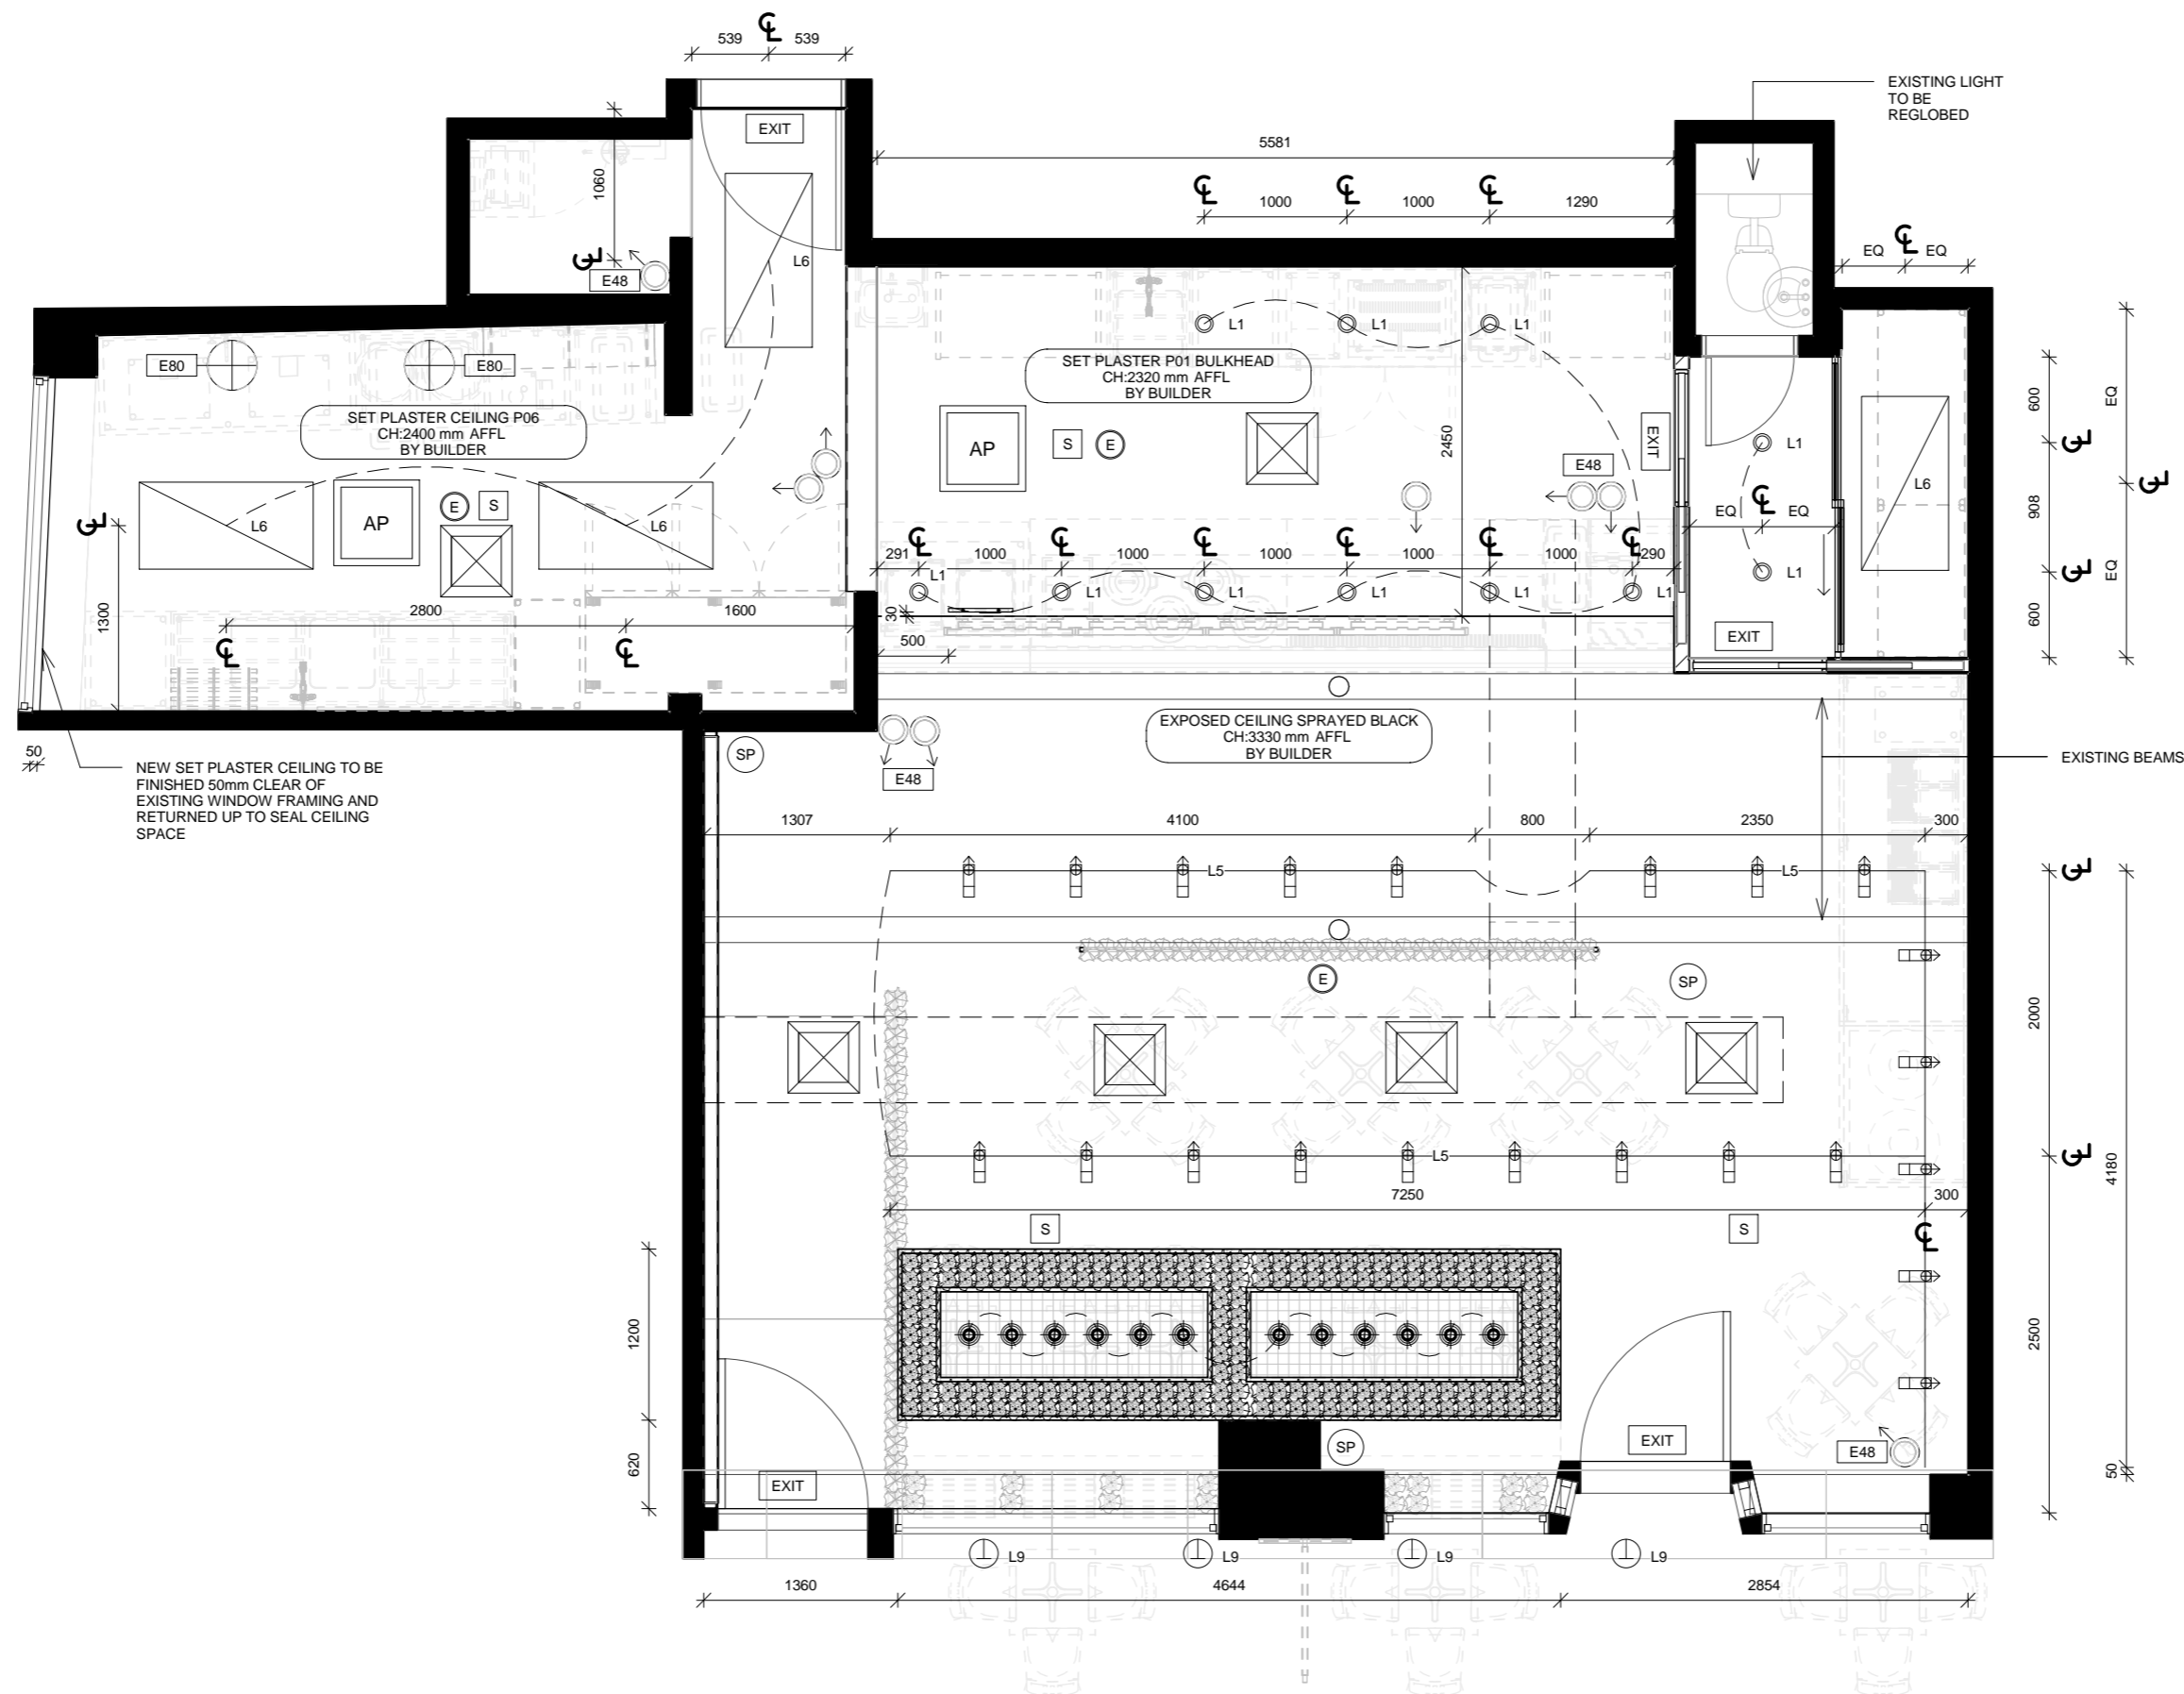 539 539
EXISTING LIGHT
TO BE
REGLOBED
EXIT
5581
1060
1000 1000 1290
L6
E48
EQ EQ
E80 E80
L1 L1 L1
SET PLASTER P01 BULKHEAD
CH:2320 mm AFFL
BY BUILDER
SET PLASTER CEILING P06
CH:2400 mm AFFL
BY BUILDER
600
EQ
AP S E
2450
EXIT
L1
E48
L6
AP E S
L6 L6
EQ EQ
908
291 1000 1000 1000 1000 1000 290
L1 L1 L1 L1 L1 L1
L1
EQ
1300
2800 1600
30
500
EXIT
600
EXPOSED CEILING SPRAYED BLACK
CH:3330 mm AFFL
BY BUILDER
SP
E48
50
NEW SET PLASTER CEILING TO BE
FINISHED 50mm CLEAR OF
EXISTING WINDOW FRAMING AND
RETURNED UP TO SEAL CEILING
SPACE
EXISTING BEAMS
1307 4100 800 2350 300
L5 L5
E SP
2000
L5
4180
7250 300
S S
1200
2500
SP
EXIT
E48
620
EXIT
50
L9 L9 L9 L9
1360 4644 2854